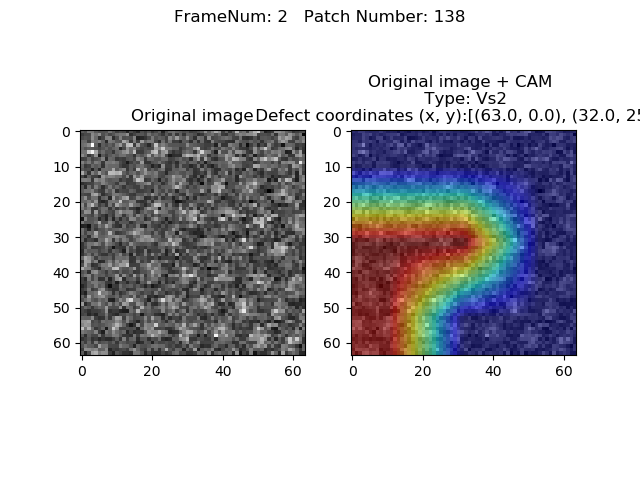 FrameNum: 2   Patch Number: 138
Original image + CAM
Type: Vs2
Original image
Defect coordinates (x, y):[(63.0, 0.0), (32.0, 25
0
10
20
30
40
50
60
0 20 40 60
0
10
20
30
40
50
60
0 20 40 60